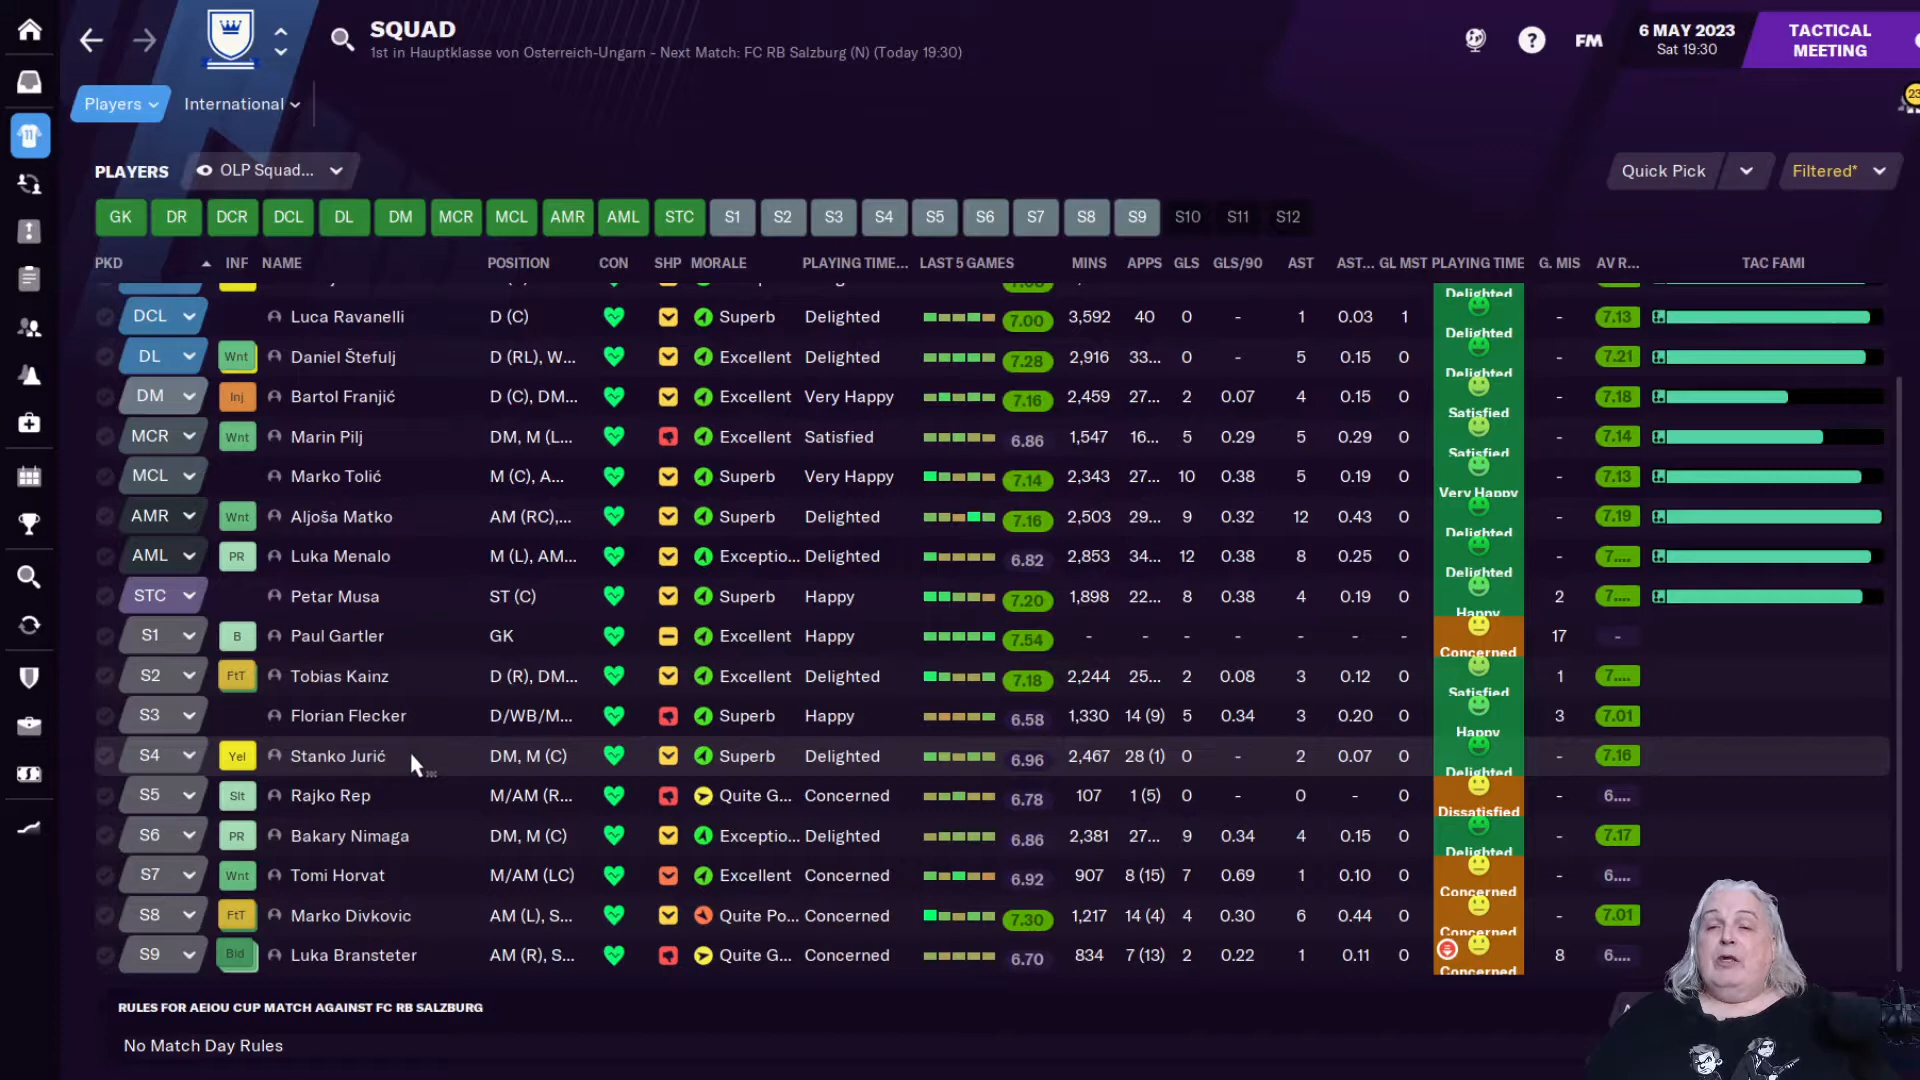 SQUAD
1st in Hauptklasse von Osterreich-Ungarn - Next Match: FC RB Salzburg (N) (Today 19:30)
FM
6 MAY 2023
Sat 19:30
TACTICAL
MEETING
Players
International
23
PLAYERS
OLP Squad...
Quick Pick
Filtered*
GK DR DCR DCL DL DM MCR MCL AMR AML STC S1 S2 S3 S4 S5 S6 S7 S8 S9 S10 S11 S12
PKD INF NAME POSITION CON SHP MORALE PLAYING TIME... LAST 5 GAMES MINS APPS GLS GLS/90 AST AST... GL MST PLAYING TIME G. MIS AV R... TAC FAMI
Delighted
DCL Luca Ravanelli D (C) Superb Delighted 7.00 3,592 40 0 - 1 0.03 1 Delighted - 7.13
DL Wnt Daniel Štefulj D (RL), W... Excellent Delighted 7.28 2,916 33... 0 - 5 0.15 0 Delighted - 7.21
DM Inj Bartol Franjić D (C), DM... Excellent Very Happy 7.16 2,459 27... 2 0.07 4 0.15 0 Satisfied - 7.18
MCR Wnt Marin Pilj DM, M (L... Excellent Satisfied 6.86 1,547 16... 5 0.29 5 0.29 0 Satisfied - 7.14
MCL Marko Tolić M (C), A... Superb Very Happy 7.14 2,343 27... 10 0.38 5 0.19 0 Very Happy - 7.13
AMR Wnt Aljoša Matko AM (RC),... Superb Delighted 7.16 2,503 29... 9 0.32 12 0.43 0 Delighted - 7.19
AML PR Luka Menalo M (L), AM... Exceptio... Delighted 6.82 2,853 34... 12 0.38 8 0.25 0 Delighted - 7....
STC Petar Musa ST (C) Superb Happy 7.20 1,898 22... 8 0.38 4 0.19 0 Happy 2 7....
S1 B Paul Gartler GK Excellent Happy 7.54 - - - - - - - Concerned 17 -
S2 FtT Tobias Kainz D (R), DM... Excellent Delighted 7.18 2,244 25... 2 0.08 3 0.12 0 Satisfied 1 7....
S3 Florian Flecker D/WB/M... Superb Happy 6.58 1,330 14 (9) 5 0.34 3 0.20 0 Happy 3 7.01
S4 Yel Stanko Jurić DM, M (C) Superb Delighted 6.96 2,467 28 (1) 0 - 2 0.07 0 Delighted - 7.16
S5 Slt Rajko Rep M/AM (R... Quite G... Concerned 6.78 107 1 (5) 0 - 0 - 0 Dissatisfied - 6....
S6 PR Bakary Nimaga DM, M (C) Exceptio... Delighted 6.86 2,381 27... 9 0.34 4 0.15 0 Delighted - 7.17
S7 Wnt Tomi Horvat M/AM (LC) Excellent Concerned 6.92 907 8 (15) 7 0.69 1 0.10 0 Concerned - 6....
S8 FtT Marko Divkovic AM (L), S... Quite Po... Concerned 7.30 1,217 14 (4) 4 0.30 6 0.44 0 Concerned - 7.01
S9 Bid Luka Bransteter AM (R), S... Quite G... Concerned 6.70 834 7 (13) 2 0.22 1 0.11 0 Concerned 8 6....
RULES FOR AEIOU CUP MATCH AGAINST FC RB SALZBURG
No Match Day Rules